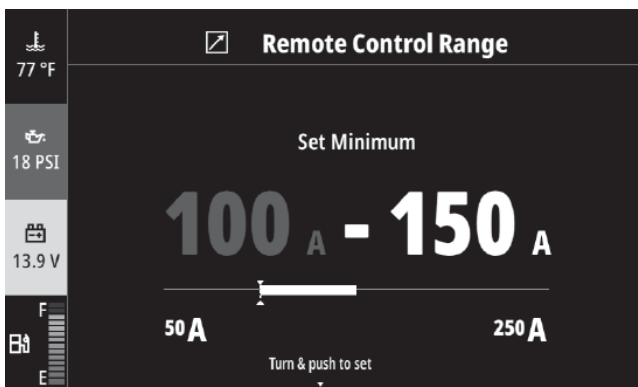 Remote Control Range
77 °F
18 PSI
13.9 V
F
E
Set Minimum
100 A - 150 A
50 A
250 A
Turn & push to set